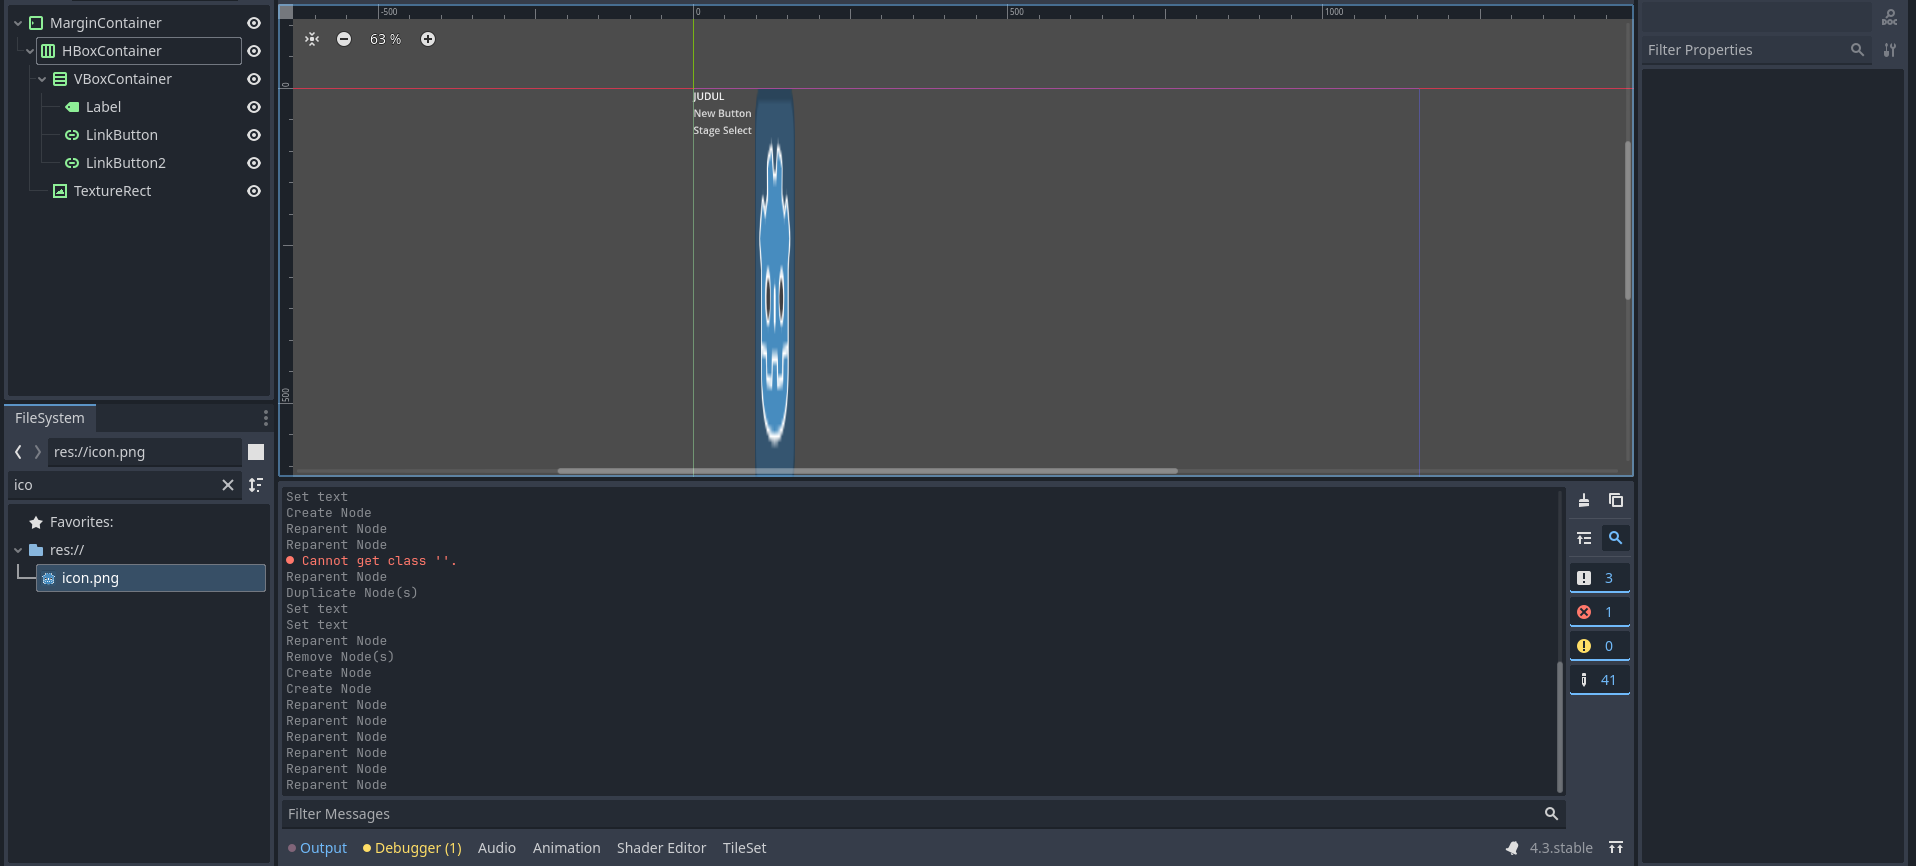 MarginContainer
HBoxContainer
VBoxContainer
Label
LinkButton
LinkButton2
TextureRect
FileSystem
res://icon.png
ico
Favorites:
res://
icon.png
-500
0
500
1000
0
500
63 %
JUDUL
New Button
Stage Select
Set text
Create Node
Reparent Node
Reparent Node
Cannot get class ''.
Reparent Node
Duplicate Node(s)
Set text
Set text
Reparent Node
Remove Node(s)
Create Node
Create Node
Reparent Node
Reparent Node
Reparent Node
Reparent Node
Reparent Node
Reparent Node
Filter Messages
3
1
0
41
Output
Debugger (1)
Audio
Animation
Shader Editor
TileSet
4.3.stable
DOC
Filter Properties